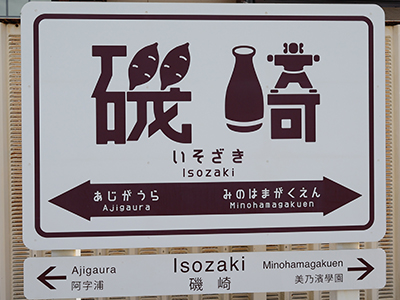 磯崎
いそざき
Isozaki
あじがうら みのはまがくえん
Ajigaura Minohamagakuen
Ajigaura Isozaki Minohamagakuen
阿字浦 磯崎 美乃濱學園